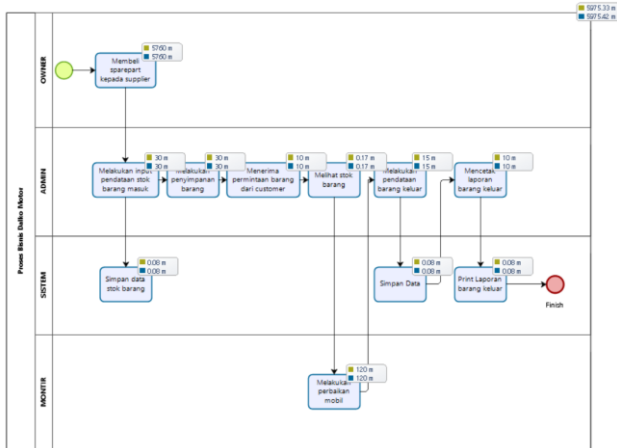 5975.33 m
5975.42 m
Proses Bisnis Daiko Motor
OWNER
Membeli
sparepart
kepada supplier
5760 m
5760 m
ADMIN
Melakukan input
pendataan stok
barang masuk
30 m
30 m
Melakukan
penyimpanan
barang
30 m
30 m
Menerima
permintaan barang
dari customer
10 m
10 m
Melihat stok
barang
0.17 m
0.17 m
Melakukan
pendataan
barang keluar
15 m
15 m
Mencetak
laporan
barang keluar
10 m
10 m
SISTEM
Simpan data
stok barang
0.08 m
0.08 m
Simpan Data
0.08 m
0.08 m
Print Laporan
barang keluar
0.08 m
0.08 m
Finish
MONTIR
Melakukan
perbaikan
mobil
120 m
120 m